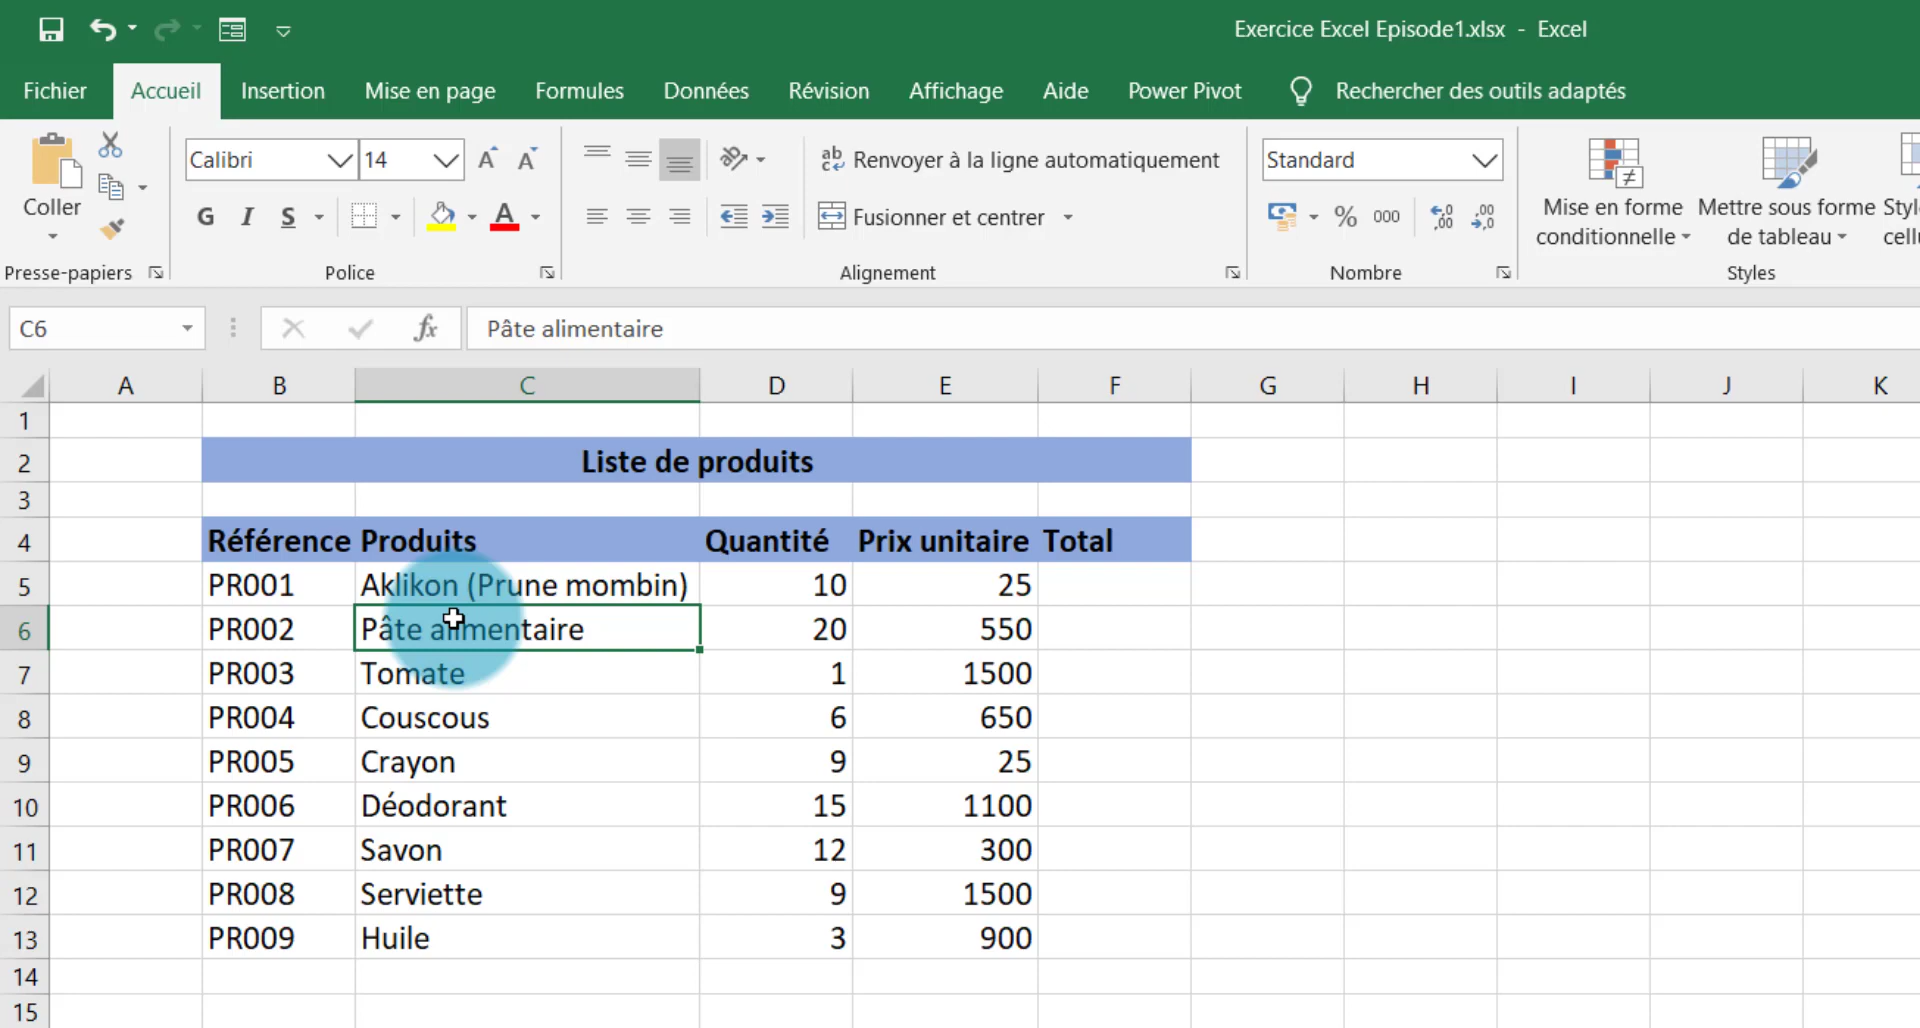 Exercice Excel Episode1.xlsx - Excel
Fichier Accueil Insertion Mise en page Formules Données Révision Affichage Aide Power Pivot Rechercher des outils adaptés
Coller
Presse-papiers
Calibri 14
G I S A
Police
Renvoyer à la ligne automatiquement
Fusionner et centrer
Alignement
Standard
% 000
Nombre
Mise en forme conditionnelle
Mettre sous forme de tableau
Styles
C6 fx Pâte alimentaire
A B C D E F G H I J K
1
2 Liste de produits
3
4 Référence Produits Quantité Prix unitaire Total
5 PR001 Aklikon (Prune mombin) 10 25
6 PR002 Pâte alimentaire 20 550
7 PR003 Tomate 1 1500
8 PR004 Couscous 6 650
9 PR005 Crayon 9 25
10 PR006 Déodorant 15 1100
11 PR007 Savon 12 300
12 PR008 Serviette 9 1500
13 PR009 Huile 3 900
14
15